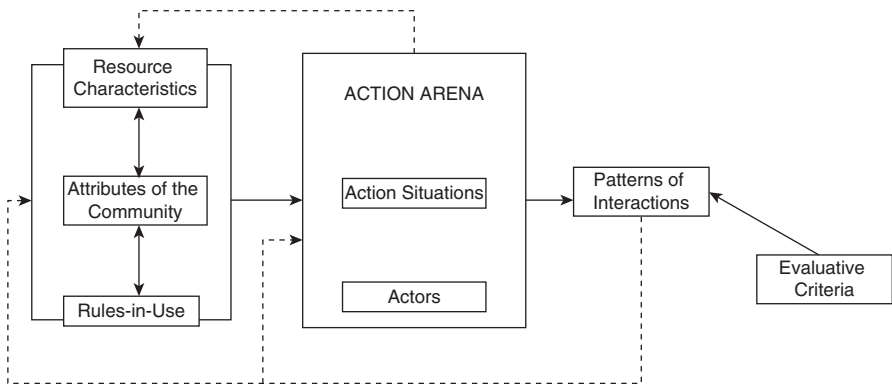 Resource
Characteristics
Attributes of the
Community
Rules-in-Use
ACTION ARENA
Action Situations
Actors
Patterns of
Interactions
Evaluative
Criteria